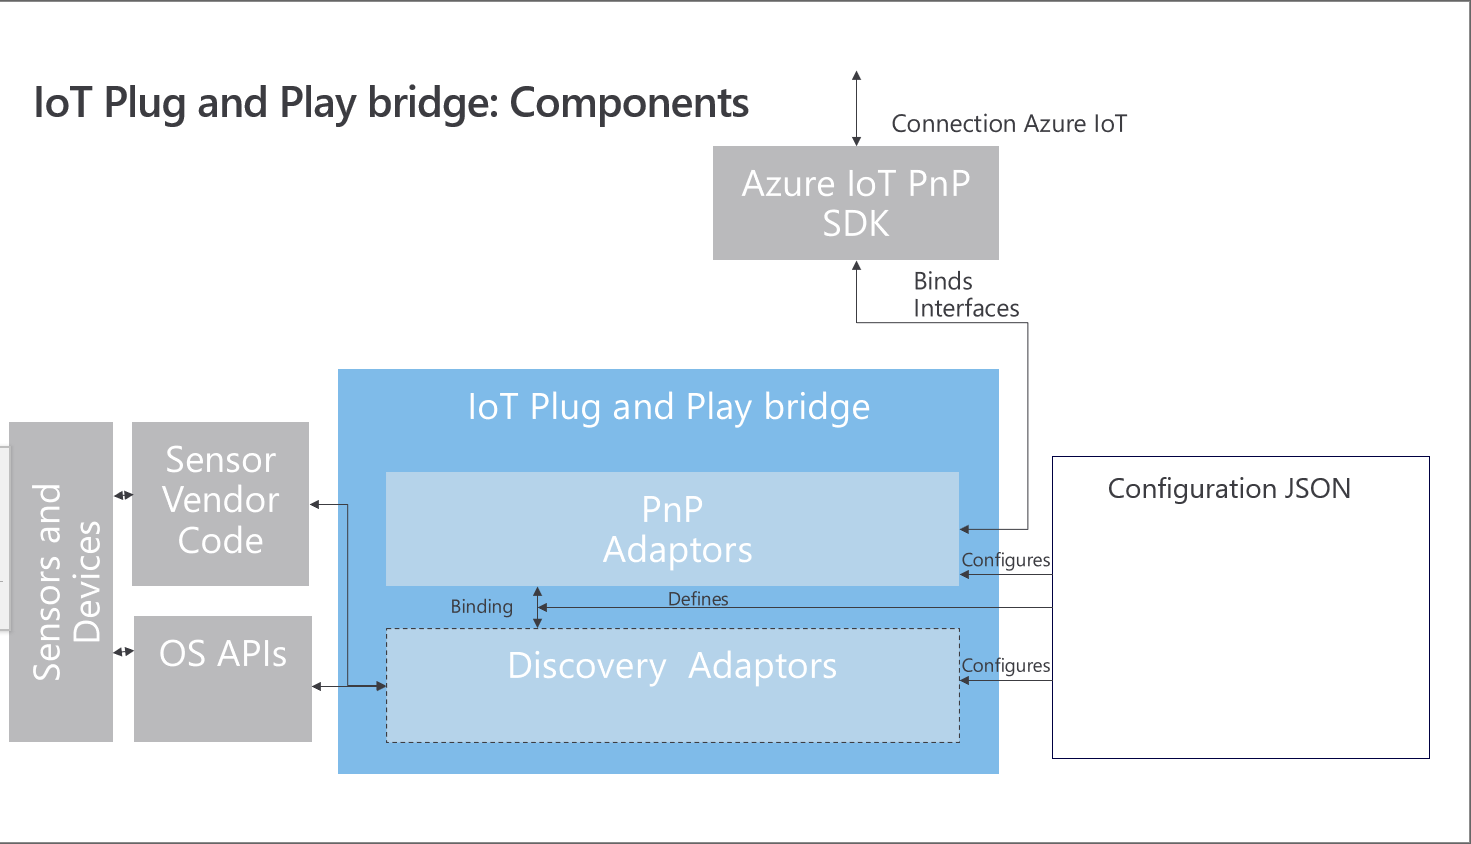 IoT Plug and Play bridge: Components
Connection Azure IoT
Azure IoT PnP
SDK
Binds
Interfaces
IoT Plug and Play bridge
Sensors and
Devices
Sensor
Vendor
Code
OS APIs
PnP
Adaptors
Binding
Defines
Discovery  Adaptors
Configures
Configures
Configuration JSON